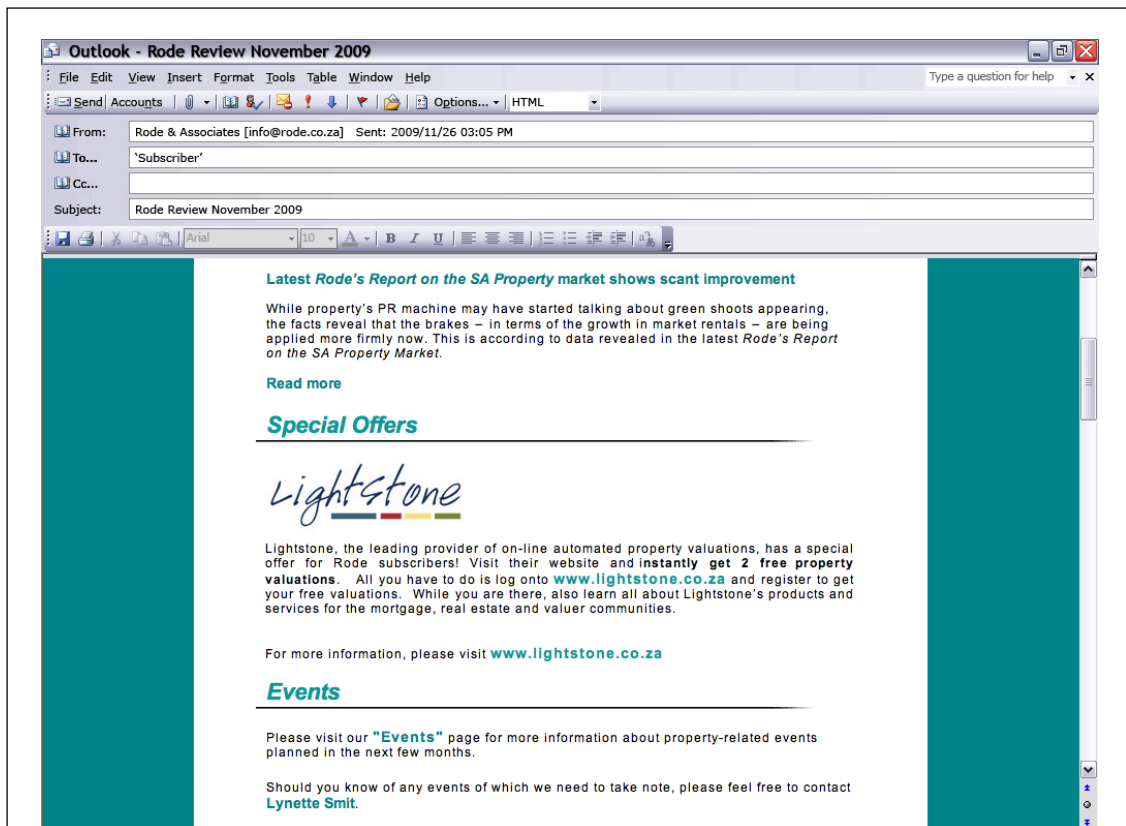 Outlook - Rode Review November 2009
File Edit View Insert Format Tools Table Window Help Type a question for help
Send Accounts Options... HTML
From: Rode & Associates [info@rode.co.za] Sent: 2009/11/26 03:05 PM
To... 'Subscriber'
Cc...
Subject: Rode Review November 2009
Arial 10 A B I U
Latest Rode's Report on the SA Property market shows scant improvement
While property's PR machine may have started talking about green shoots appearing,
the facts reveal that the brakes – in terms of the growth in market rentals – are being
applied more firmly now. This is according to data revealed in the latest Rode's Report
on the SA Property Market.
Read more
Special Offers
LightStone
Lightstone, the leading provider of on-line automated property valuations, has a special
offer for Rode subscribers! Visit their website and instantly get 2 free property
valuations. All you have to do is log onto www.lightstone.co.za and register to get
your free valuations. While you are there, also learn all about Lightstone's products and
services for the mortgage, real estate and valuer communities.
For more information, please visit www.lightstone.co.za
Events
Please visit our "Events" page for more information about property-related events
planned in the next few months.
Should you know of any events of which we need to take note, please feel free to contact
Lynette Smit.